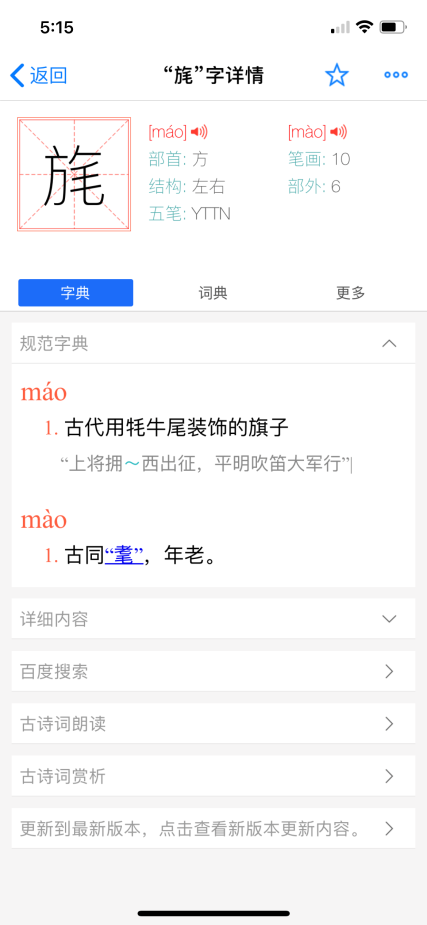 5:15
返回
“旄”字详情
旄
[máo]
[mào]
部首: 方
笔画: 10
结构: 左右
部外: 6
五笔: YTTN
字典
词典
更多
规范字典
máo
1. 古代用牦牛尾装饰的旗子
“上将拥～西出征，平明吹笛大军行”|
mào
1. 古同“耄”，年老。
详细内容
百度搜索
古诗词朗读
古诗词赏析
更新到最新版本，点击查看新版本更新内容。